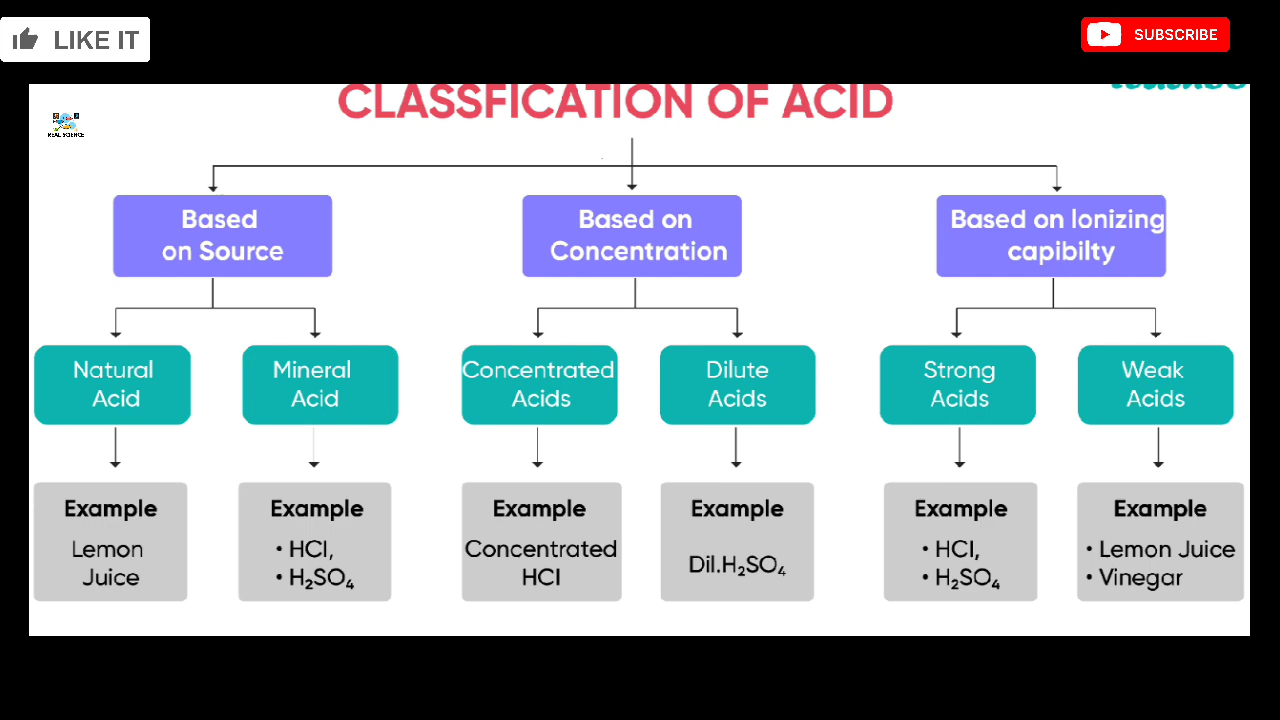 LIKE IT
SUBSCRIBE
CLASSFICATION OF ACID
REAL SCIENCE
Based
on Source
Based on
Concentration
Based on Ionizing
capibilty
Natural
Acid
Mineral
Acid
Concentrated
Acids
Dilute
Acids
Strong
Acids
Weak
Acids
Example
Lemon
Juice
Example
• HCl,
• H₂SO₄
Example
Concentrated
HCl
Example
Dil.H₂SO₄
Example
• HCl,
• H₂SO₄
Example
• Lemon Juice
• Vinegar